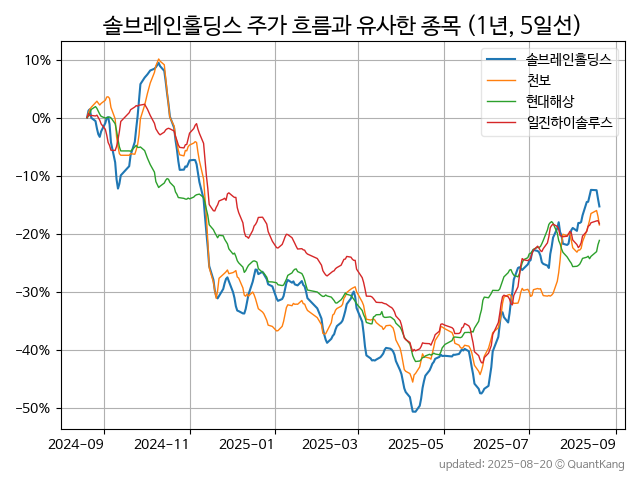 솔브레인홀딩스 주가 흐름과 유사한 종목 (1년, 5일선)
솔브레인홀딩스
천보
현대해상
일진하이솔루스
10%
0%
−10%
−20%
−30%
−40%
−50%
2024-09 2024-11 2025-01 2025-03 2025-05 2025-07 2025-09
updated: 2025-08-20 © QuantKang